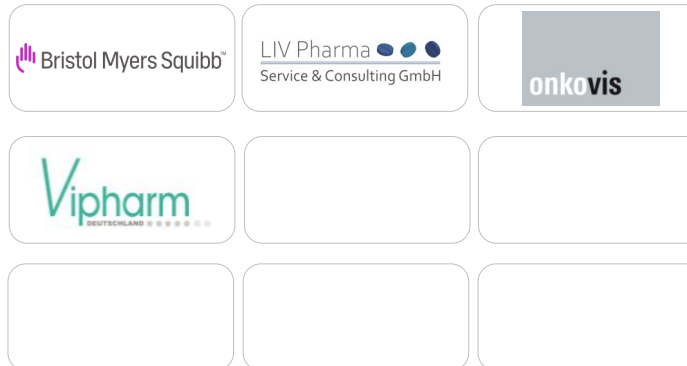 Bristol Myers Squibb™
LIV Pharma
Service & Consulting GmbH
onkovis
Vipharm
DEUTSCHLAND